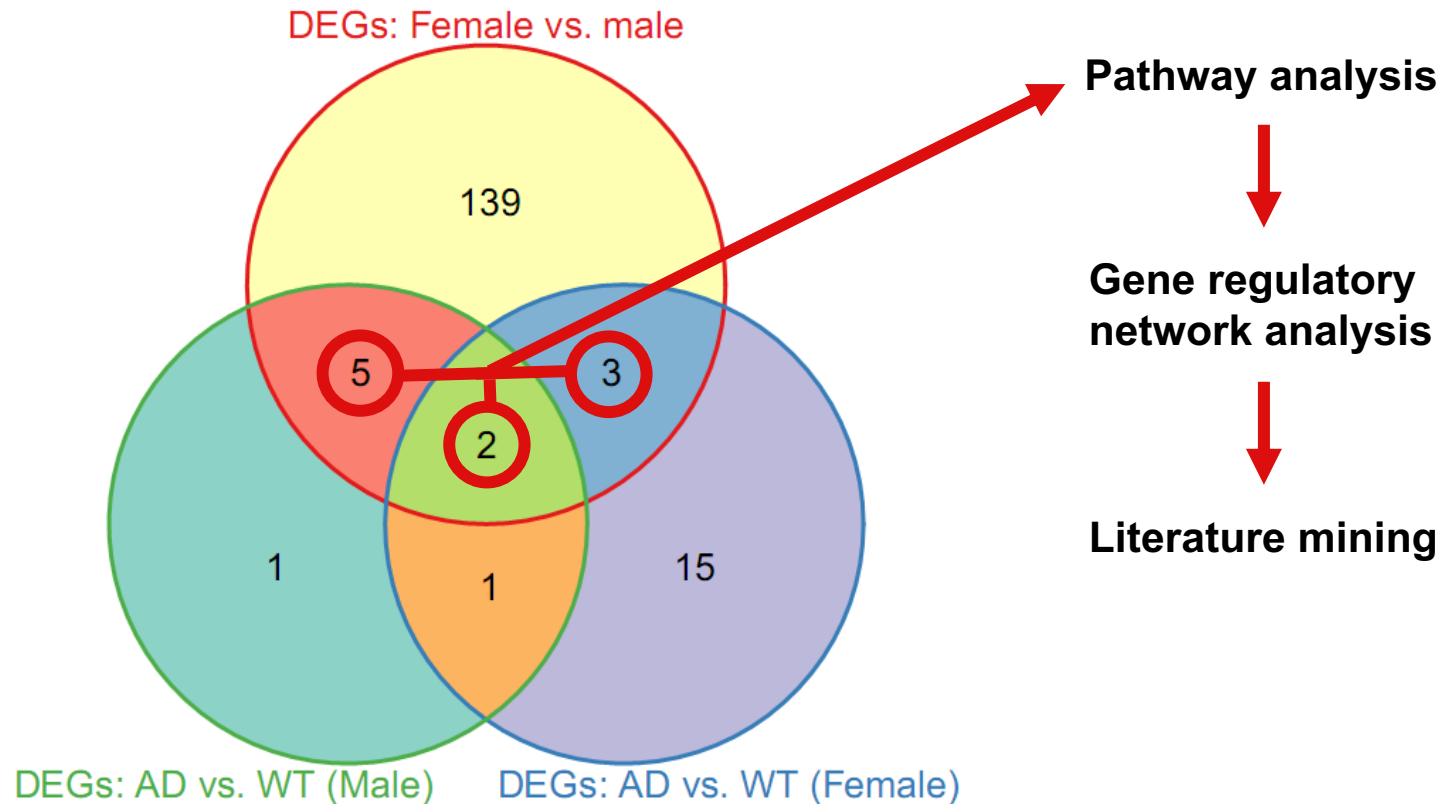 DEGs: Female vs. male
Pathway analysis
139
Gene regulatory
network analysis
5
3
2
Literature mining
1
1
15
DEGs: AD vs. WT (Male)
DEGs: AD vs. WT (Female)